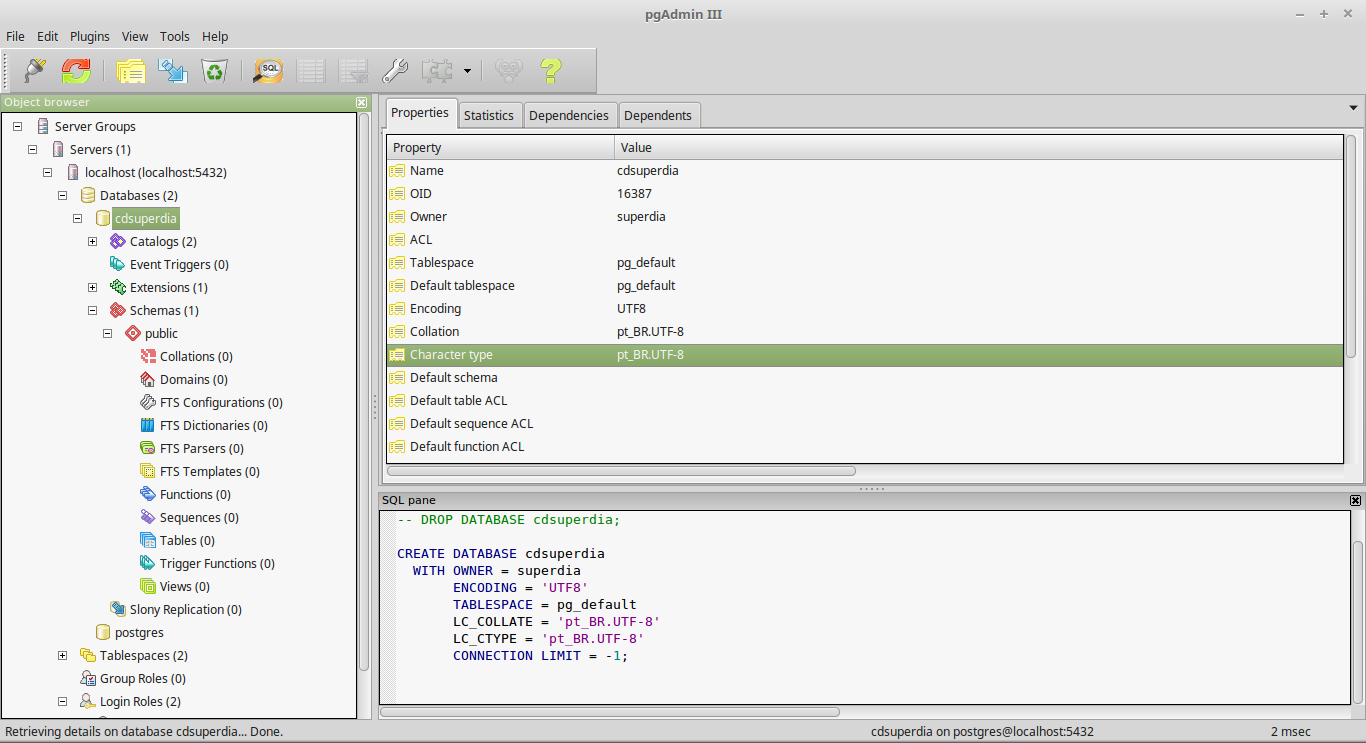 pgAdmin III
File Edit Plugins View Tools Help
SQL
Object browser
Server Groups
Servers (1)
localhost (localhost:5432)
Databases (2)
cdsuperdia
Catalogs (2)
Event Triggers (0)
Extensions (1)
Schemas (1)
public
Collations (0)
Domains (0)
FTS Configurations (0)
FTS Dictionaries (0)
FTS Parsers (0)
FTS Templates (0)
Functions (0)
Sequences (0)
Tables (0)
Trigger Functions (0)
Views (0)
Slony Replication (0)
postgres
Tablespaces (2)
Group Roles (0)
Login Roles (2)
Properties Statistics Dependencies Dependents
Property Value
Name cdsuperdia
OID 16387
Owner superdia
ACL
Tablespace pg_default
Default tablespace pg_default
Encoding UTF8
Collation pt_BR.UTF-8
Character type pt_BR.UTF-8
Default schema
Default table ACL
Default sequence ACL
Default function ACL
SQL pane
-- DROP DATABASE cdsuperdia;
CREATE DATABASE cdsuperdia
WITH OWNER = superdia
ENCODING = 'UTF8'
TABLESPACE = pg_default
LC_COLLATE = 'pt_BR.UTF-8'
LC_CTYPE = 'pt_BR.UTF-8'
CONNECTION LIMIT = -1;
Retrieving details on database cdsuperdia... Done. cdsuperdia on postgres@localhost:5432 2 msec